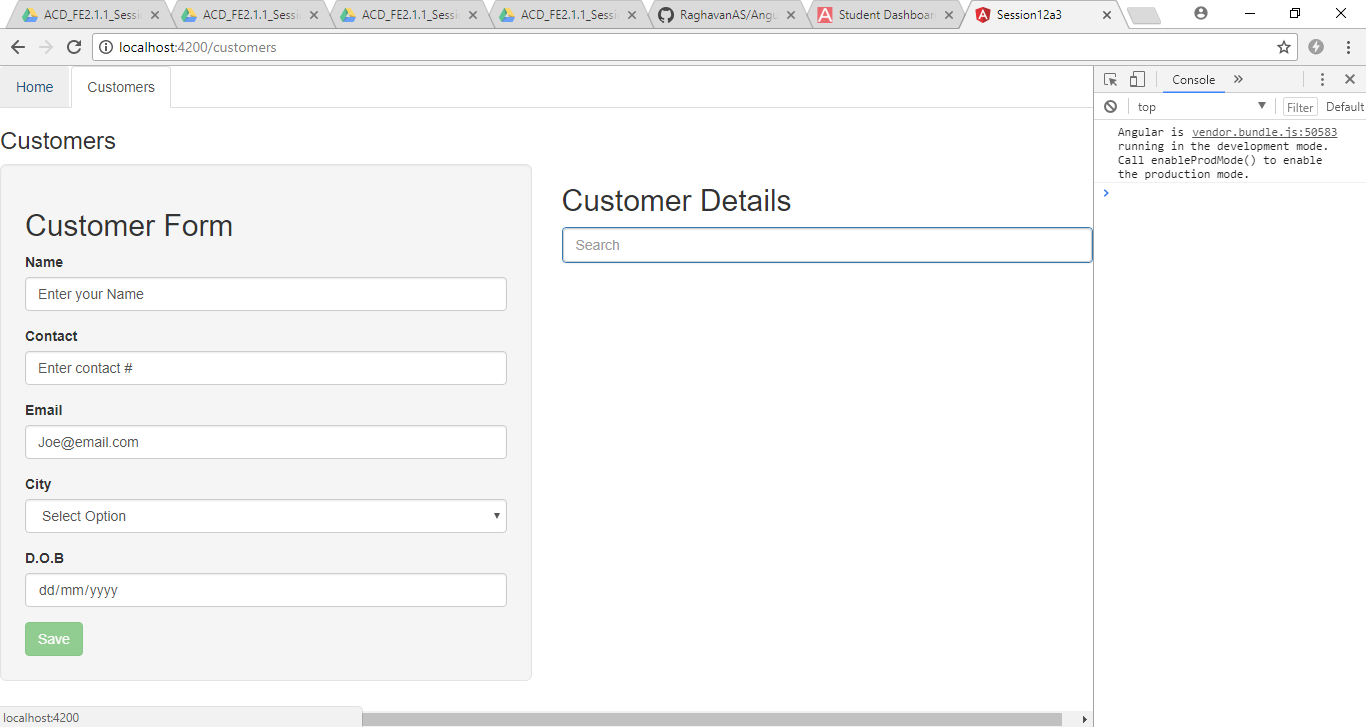 ACD_FE2.1.1_Sessi
ACD_FE2.1.1_Sessi
ACD_FE2.1.1_Sessi
ACD_FE2.1.1_Sessi
RaghavanAS/Angu
Student Dashboar
Session12a3
localhost:4200/customers
Home
Customers
Customers
Customer Form
Name
Enter your Name
Contact
Enter contact #
Email
Joe@email.com
City
Select Option
D.O.B
dd/mm/yyyy
Save
Customer Details
Search
Console
top
Filter
Default
Angular is vendor.bundle.js:50583
running in the development mode.
Call enableProdMode() to enable
the production mode.
localhost:4200